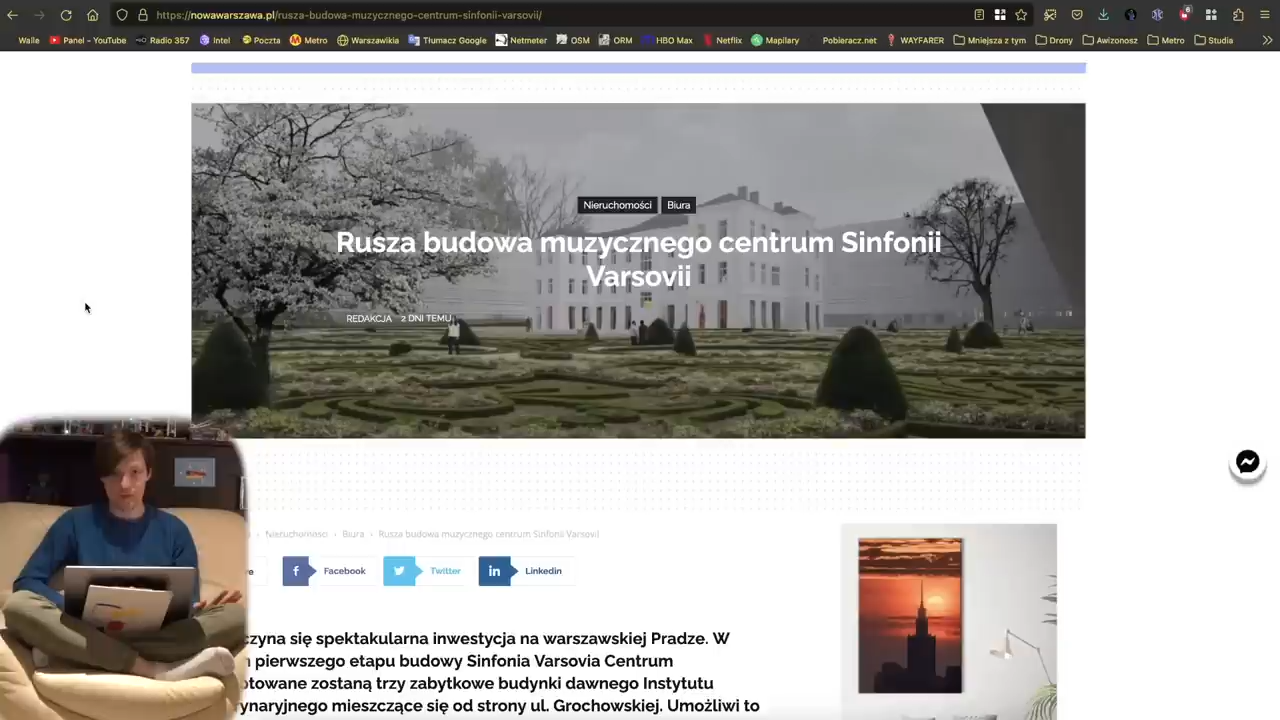 https://nowawarszawa.pl/rusza-budowa-muzycznego-centrum-sinfonii-varsovii/
6
Walle Panel - YouTube Radio 357 Intel Poczta Metro Warszawikia Tłumacz Google Netmeter OSM ORM HBO Max Netflix Mapilary Pobieracz.net WAYFARER Mniejsza z tym Drony Awizonosz Metro Studia
Nieruchomości Biura
Rusza budowa muzycznego centrum Sinfonii
Varsovii
REDAKCJA 2 DNI TEMU
› Nieruchomości › Biura › Rusza budowa muzycznego centrum Sinfonii Varsovii
Facebook Twitter Linkedin
czyna się spektakularna inwestycja na warszawskiej Pradze. W
pierwszego etapu budowy Sinfonia Varsovia Centrum
otowane zostaną trzy zabytkowe budynki dawnego Instytutu
ynaryjnego mieszczące się od strony ul. Grochowskiej. Umożliwi to